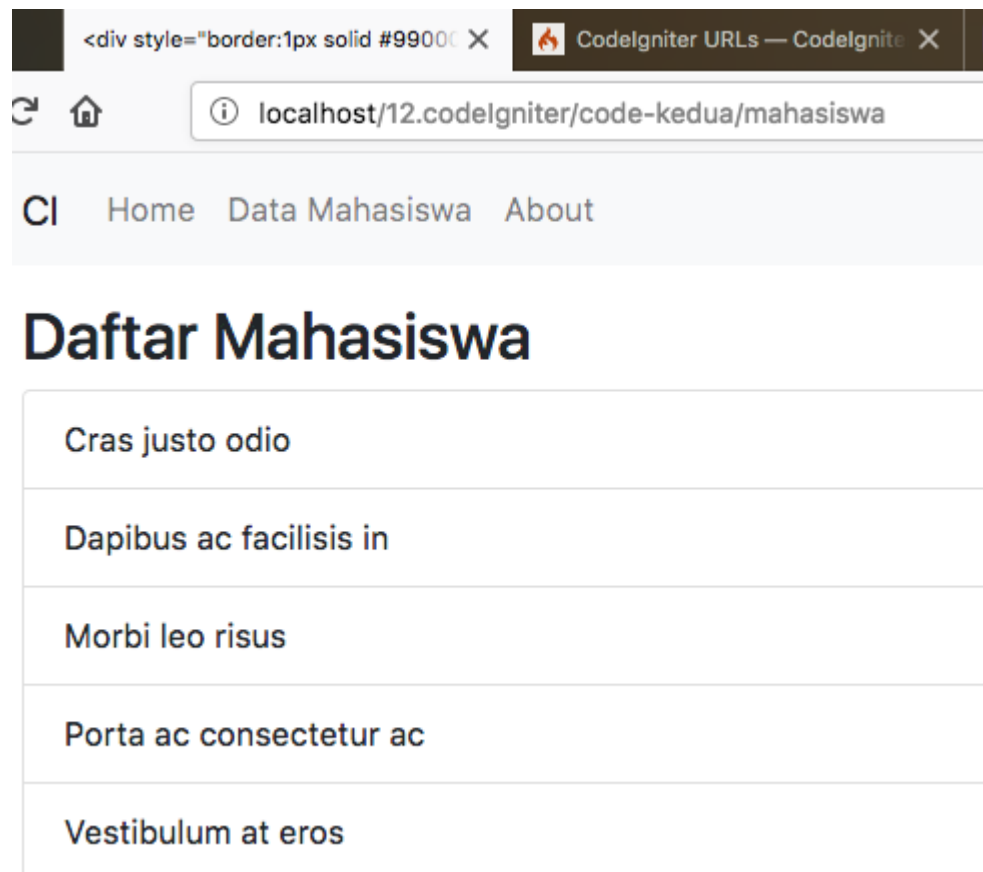 <div style="border:1px solid #99000
CodeIgniter URLs — CodeIgnite
localhost/12.codeIgniter/code-kedua/mahasiswa
CI Home Data Mahasiswa About
Daftar Mahasiswa
Cras justo odio
Dapibus ac facilisis in
Morbi leo risus
Porta ac consectetur ac
Vestibulum at eros